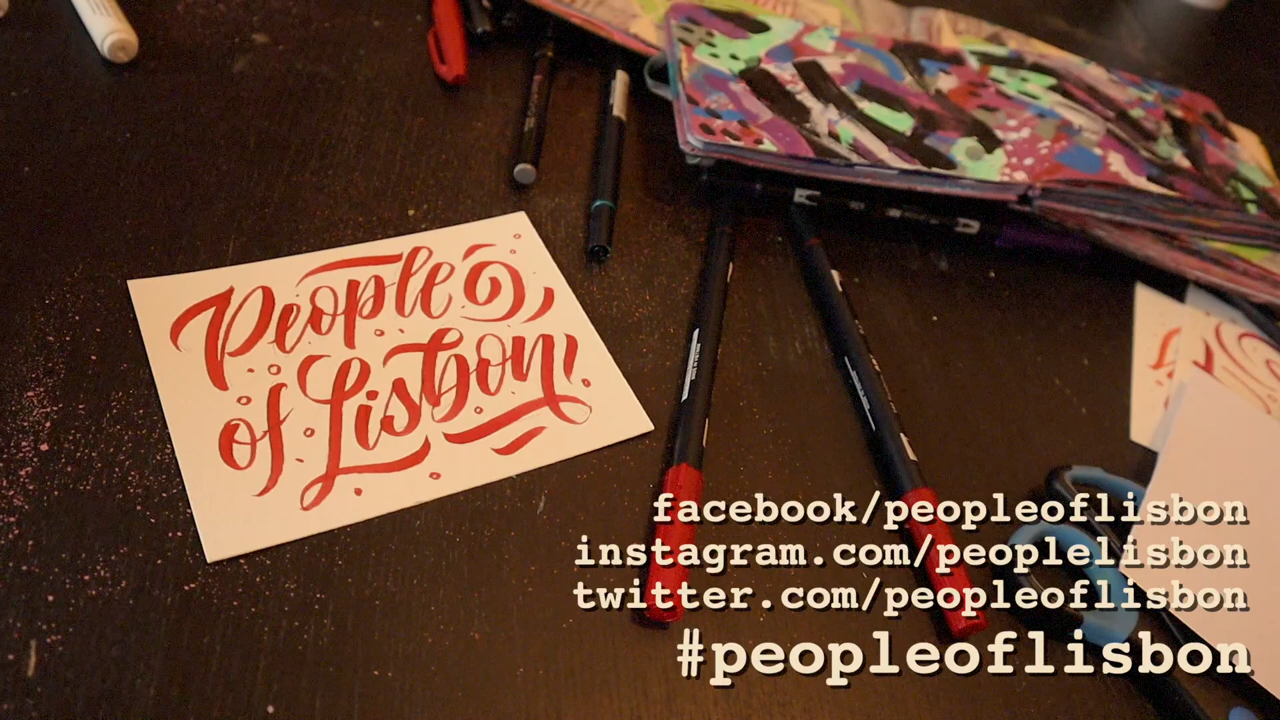 People
of Lisbon!
facebook/peopleoflisbon
instagram.com/peoplelisbon
twitter.com/peopleoflisbon
#peopleoflisbon